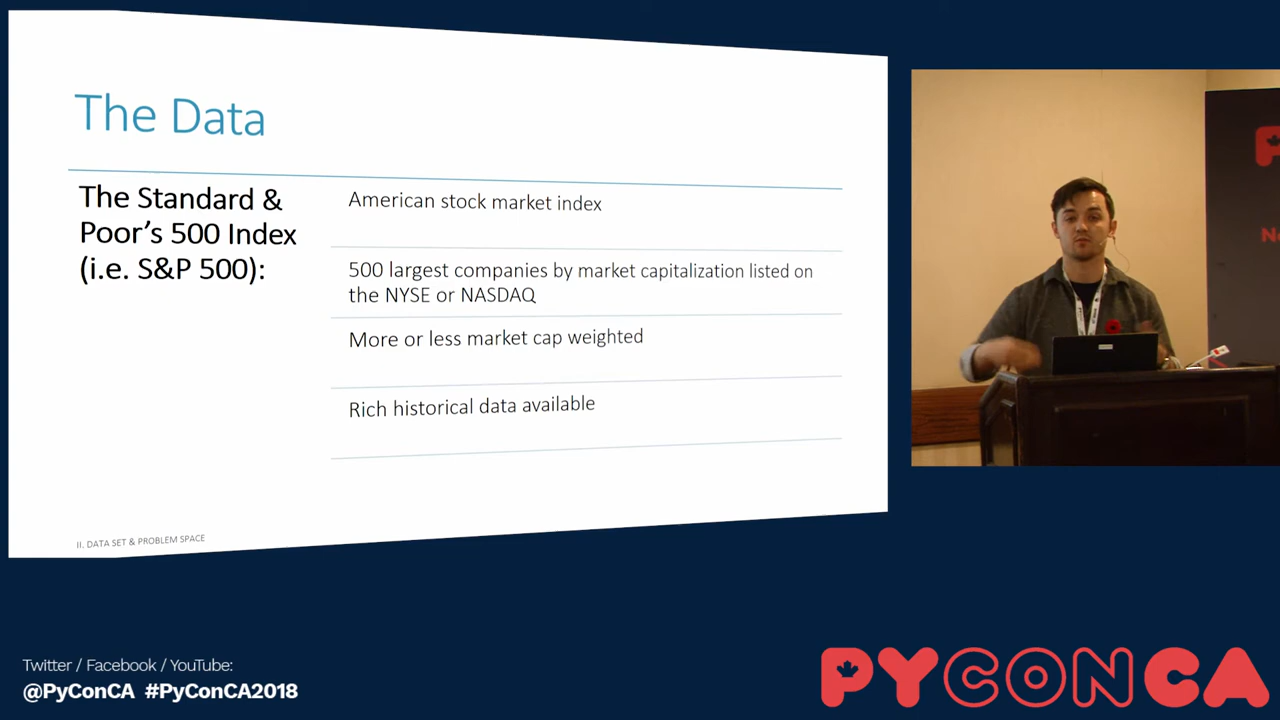 The Data
The Standard &
Poor's 500 Index
(i.e. S&P 500):
American stock market index
500 largest companies by market capitalization listed on
the NYSE or NASDAQ
More or less market cap weighted
Rich historical data available
II. DATA SET & PROBLEM SPACE
Twitter / Facebook / YouTube:
@PyConCA #PyConCA2018
PYCONCA